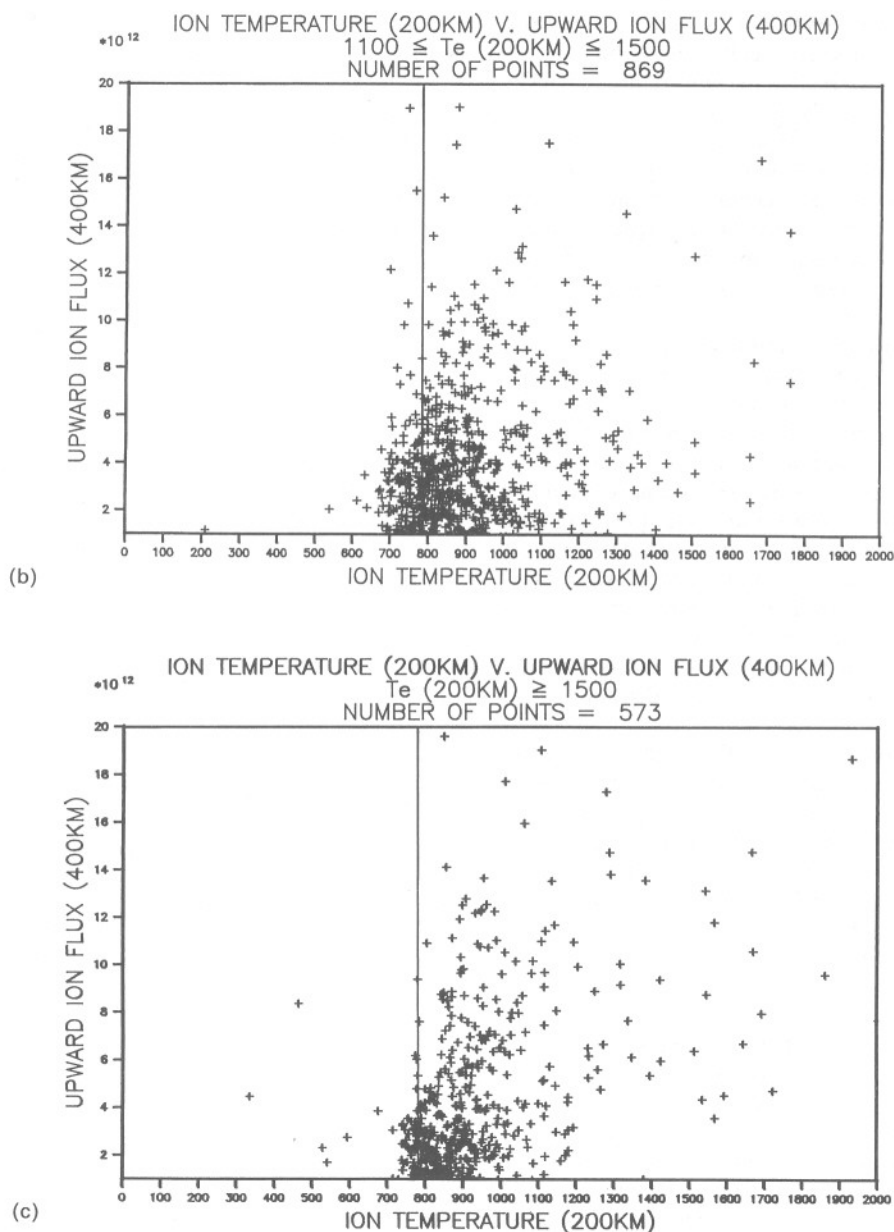 ION TEMPERATURE (200KM) V. UPWARD ION FLUX (400KM)
1100 ≦ Te (200KM) ≦ 1500
NUMBER OF POINTS = 869
*10 12
20
18
16
14
12
10
8
6
4
2
UPWARD ION FLUX (400KM)
0 100 200 300 400 500 600 700 800 900 1000 1100 1200 1300 1400 1500 1600 1700 1800 1900 2000
ION TEMPERATURE (200KM)
(b)
ION TEMPERATURE (200KM) V. UPWARD ION FLUX (400KM)
Te (200KM) ≧ 1500
NUMBER OF POINTS = 573
*10 12
20
18
16
14
12
10
8
6
4
2
UPWARD ION FLUX (400KM)
0 100 200 300 400 500 600 700 800 900 1000 1100 1200 1300 1400 1500 1600 1700 1800 1900 2000
ION TEMPERATURE (200KM)
(c)